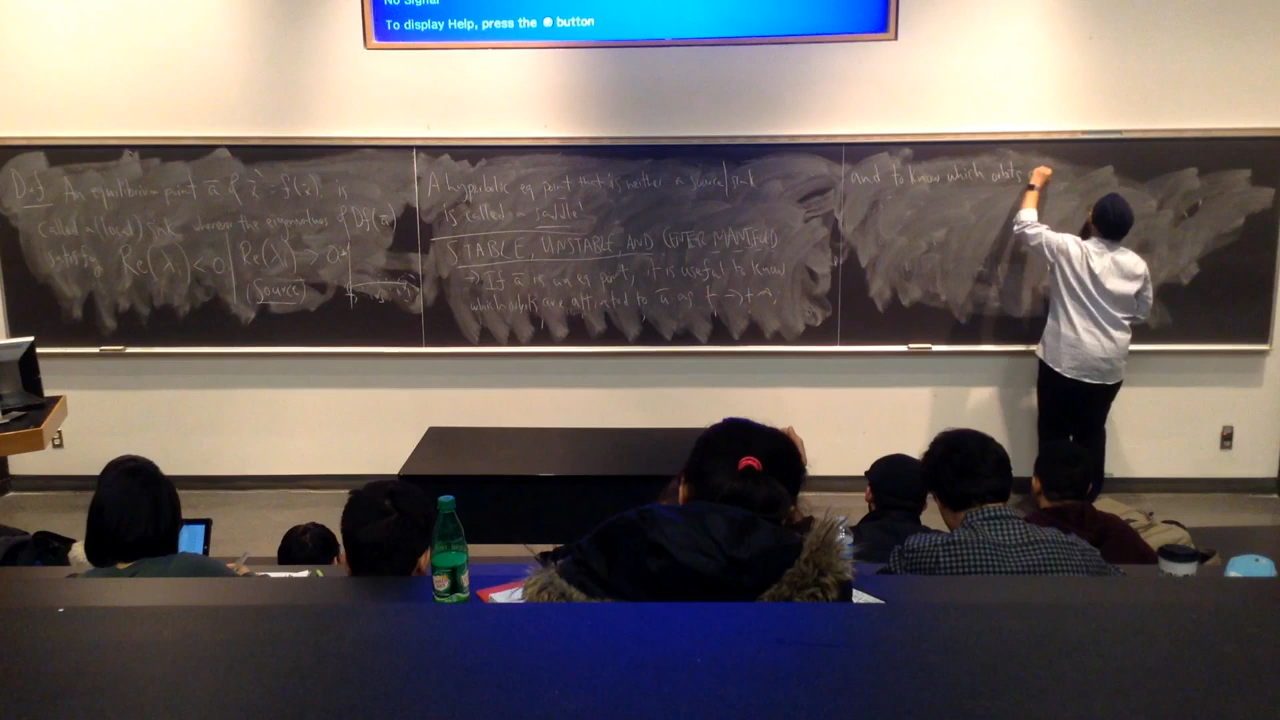 No Signal
To display Help, press the button
Def An equilibrium point ā of ẋ = f(x) is
called a (local) sink whenever the eigenvalues of Df(ā)
satisfy Re(λ) < 0 | Re(λ) > 0
(Source)
A hyperbolic eq point that is neither a source/sink
is called a saddle!
STABLE, UNSTABLE, AND CENTER MANIFOLD
→ If ā is an eq point, it is useful to know
which orbits are attracted to ā as t → +∞,
and to know which orbits